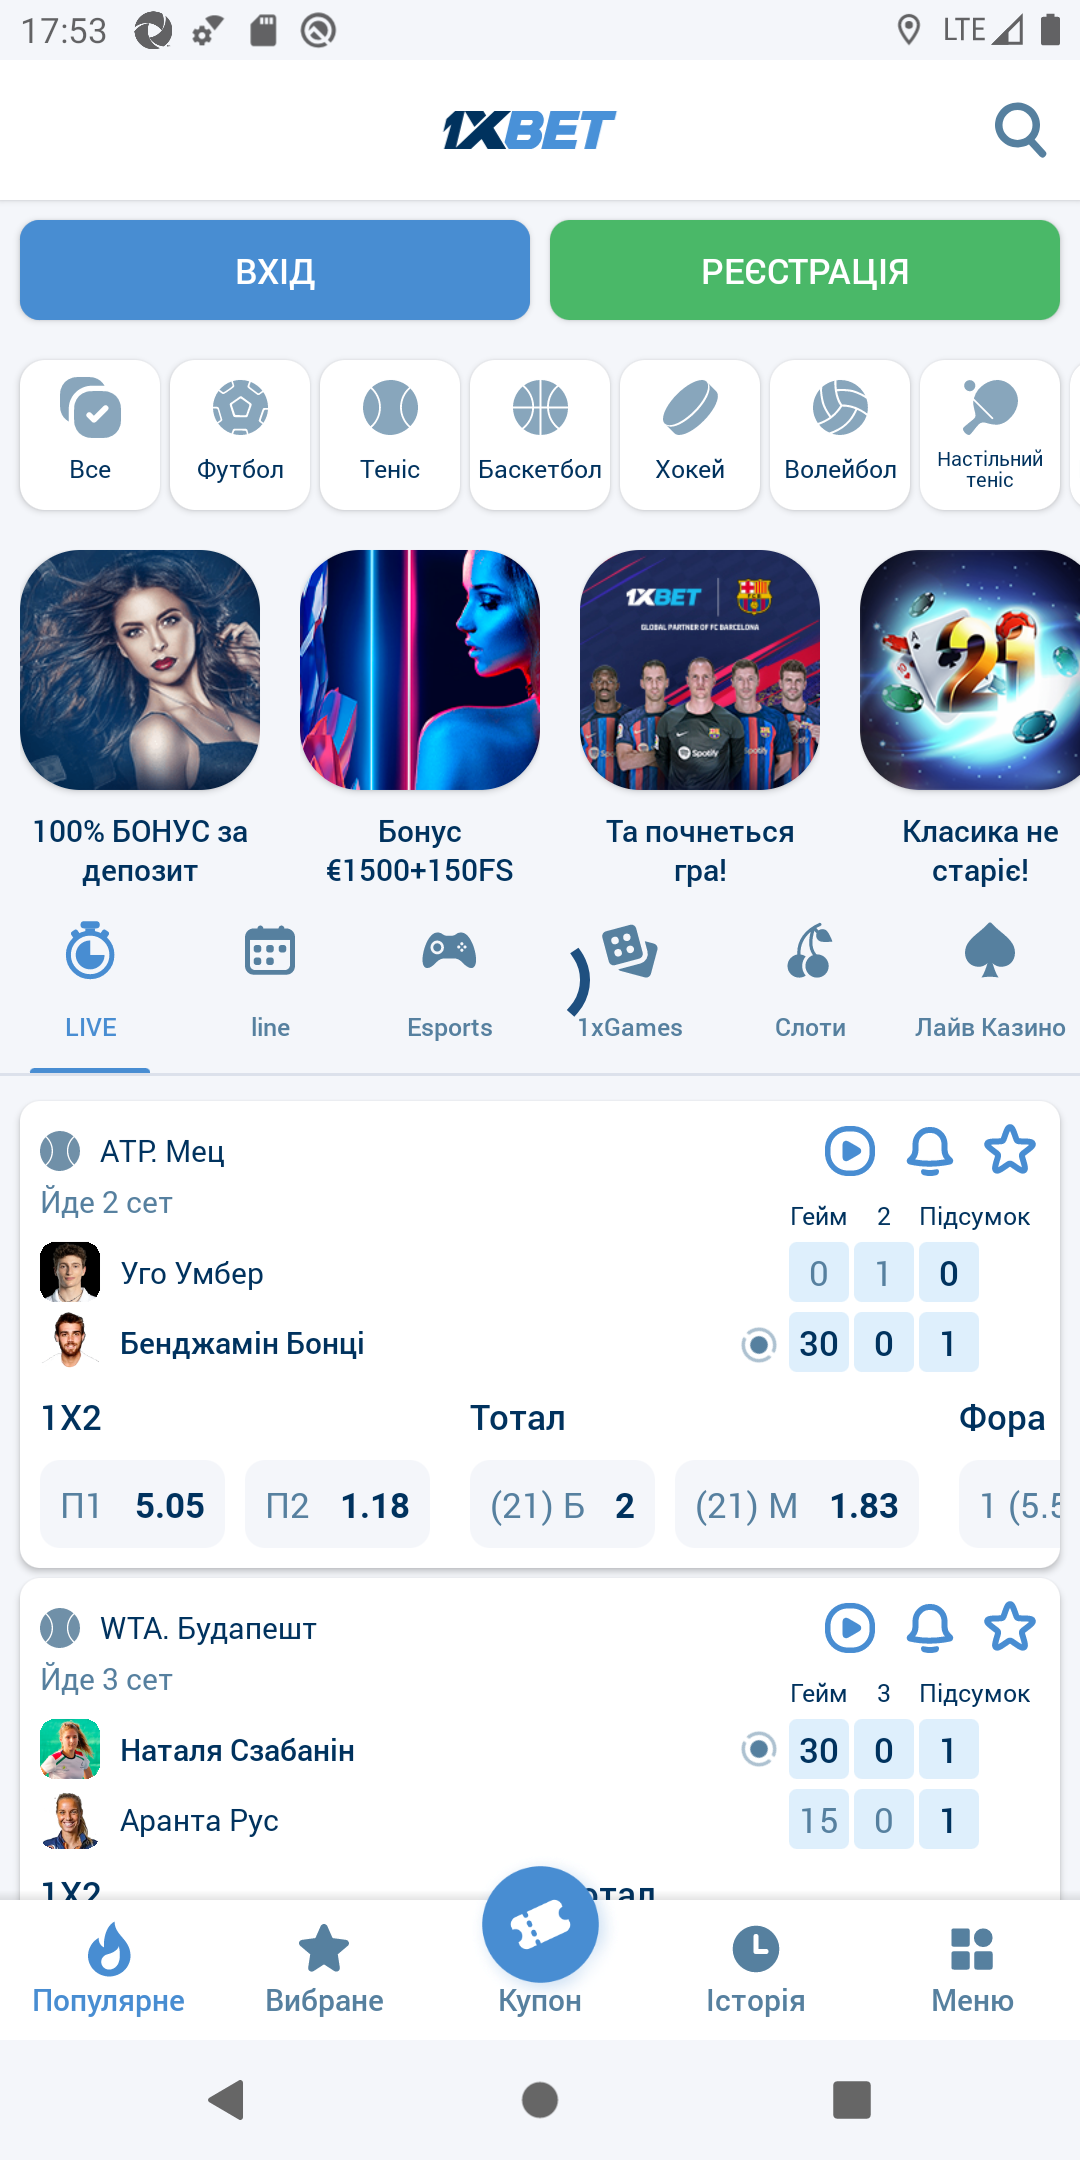 17:53 LTE
1XBET
ВХІД РЕЄСТРАЦІЯ
Все Футбол Теніс Баскетбол Хокей Волейбол Настільний теніс
1XBET
GLOBAL PARTNER OF FC BARCELONA
Spotify
21
100% БОНУС за депозит
Бонус €1500+150FS
Та почнеться гра!
Класика не старіє!
LIVE line Esports 1xGames Слоти Лайв Казино
ATP. Мец
Йде 2 сет
Гейм 2 Підсумок
Уго Умбер 0 1 0
Бенджамін Бонці 30 0 1
1X2 Тотал Фора
П1 5.05 П2 1.18 (21) Б 2 (21) М 1.83 1 (5.5
WTA. Будапешт
Йде 3 сет
Гейм 3 Підсумок
Наталя Сзабанін 30 0 1
Аранта Рус 15 0 1
1X2 отал
Популярне Вибране Купон Історія Меню